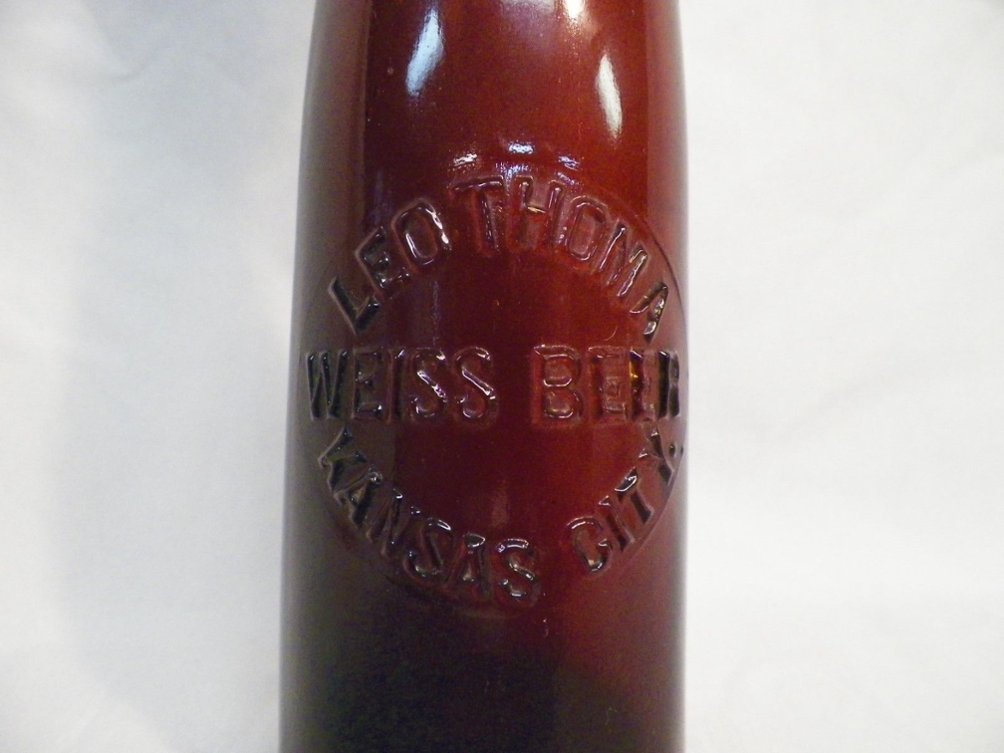 LEO THOMA
WEISS BEER
KANSAS CITY.